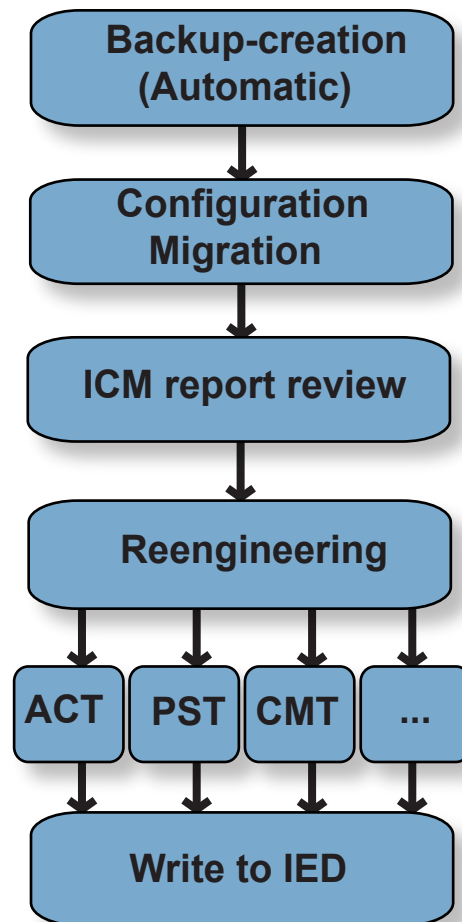 Backup-creation
(Automatic)
Configuration
Migration
ICM report review
Reengineering
ACT PST CMT ...
Write to IED